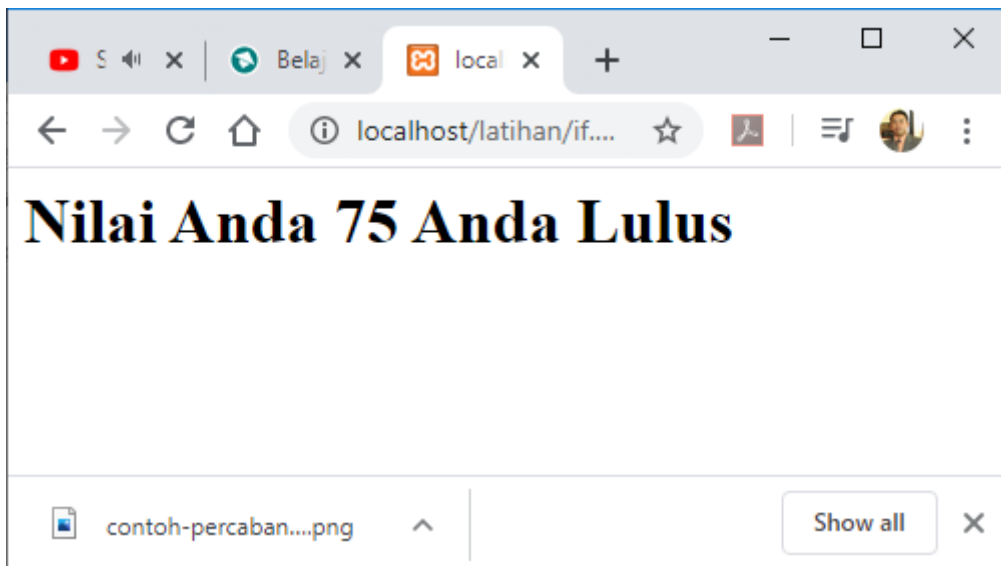 S Belaj local
localhost/latihan/if....
Nilai Anda 75 Anda Lulus
contoh-percaban....png Show all